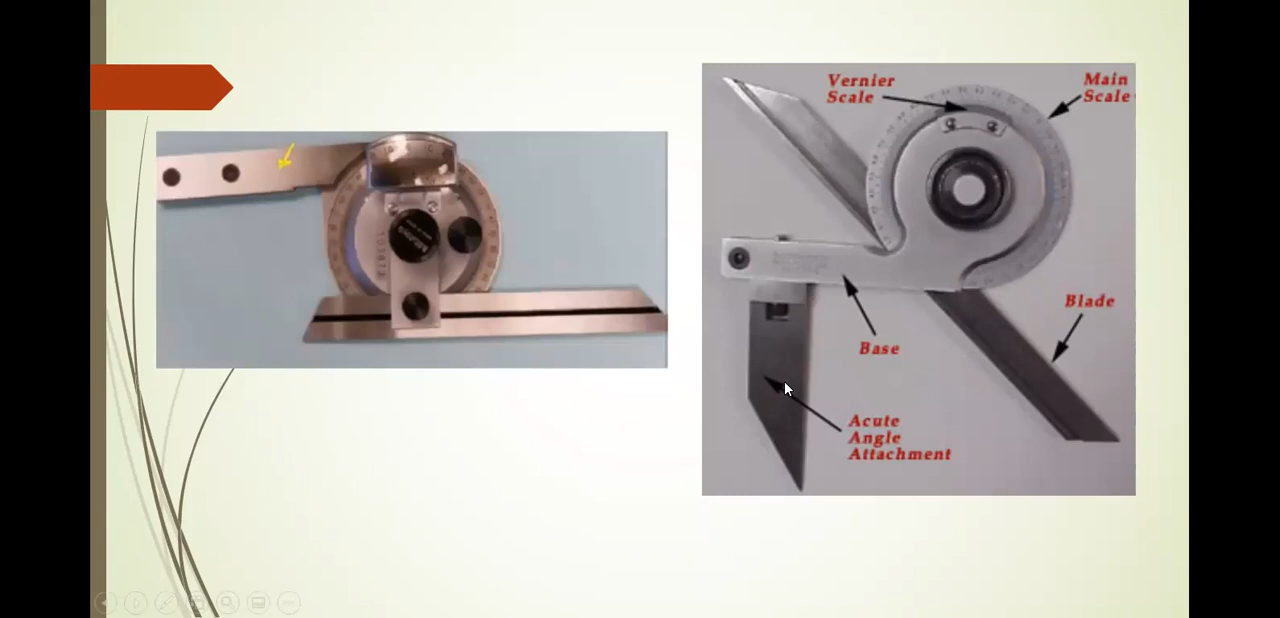 Vernier
Scale
Main
Scale
Blade
Base
Acute
Angle
Attachment